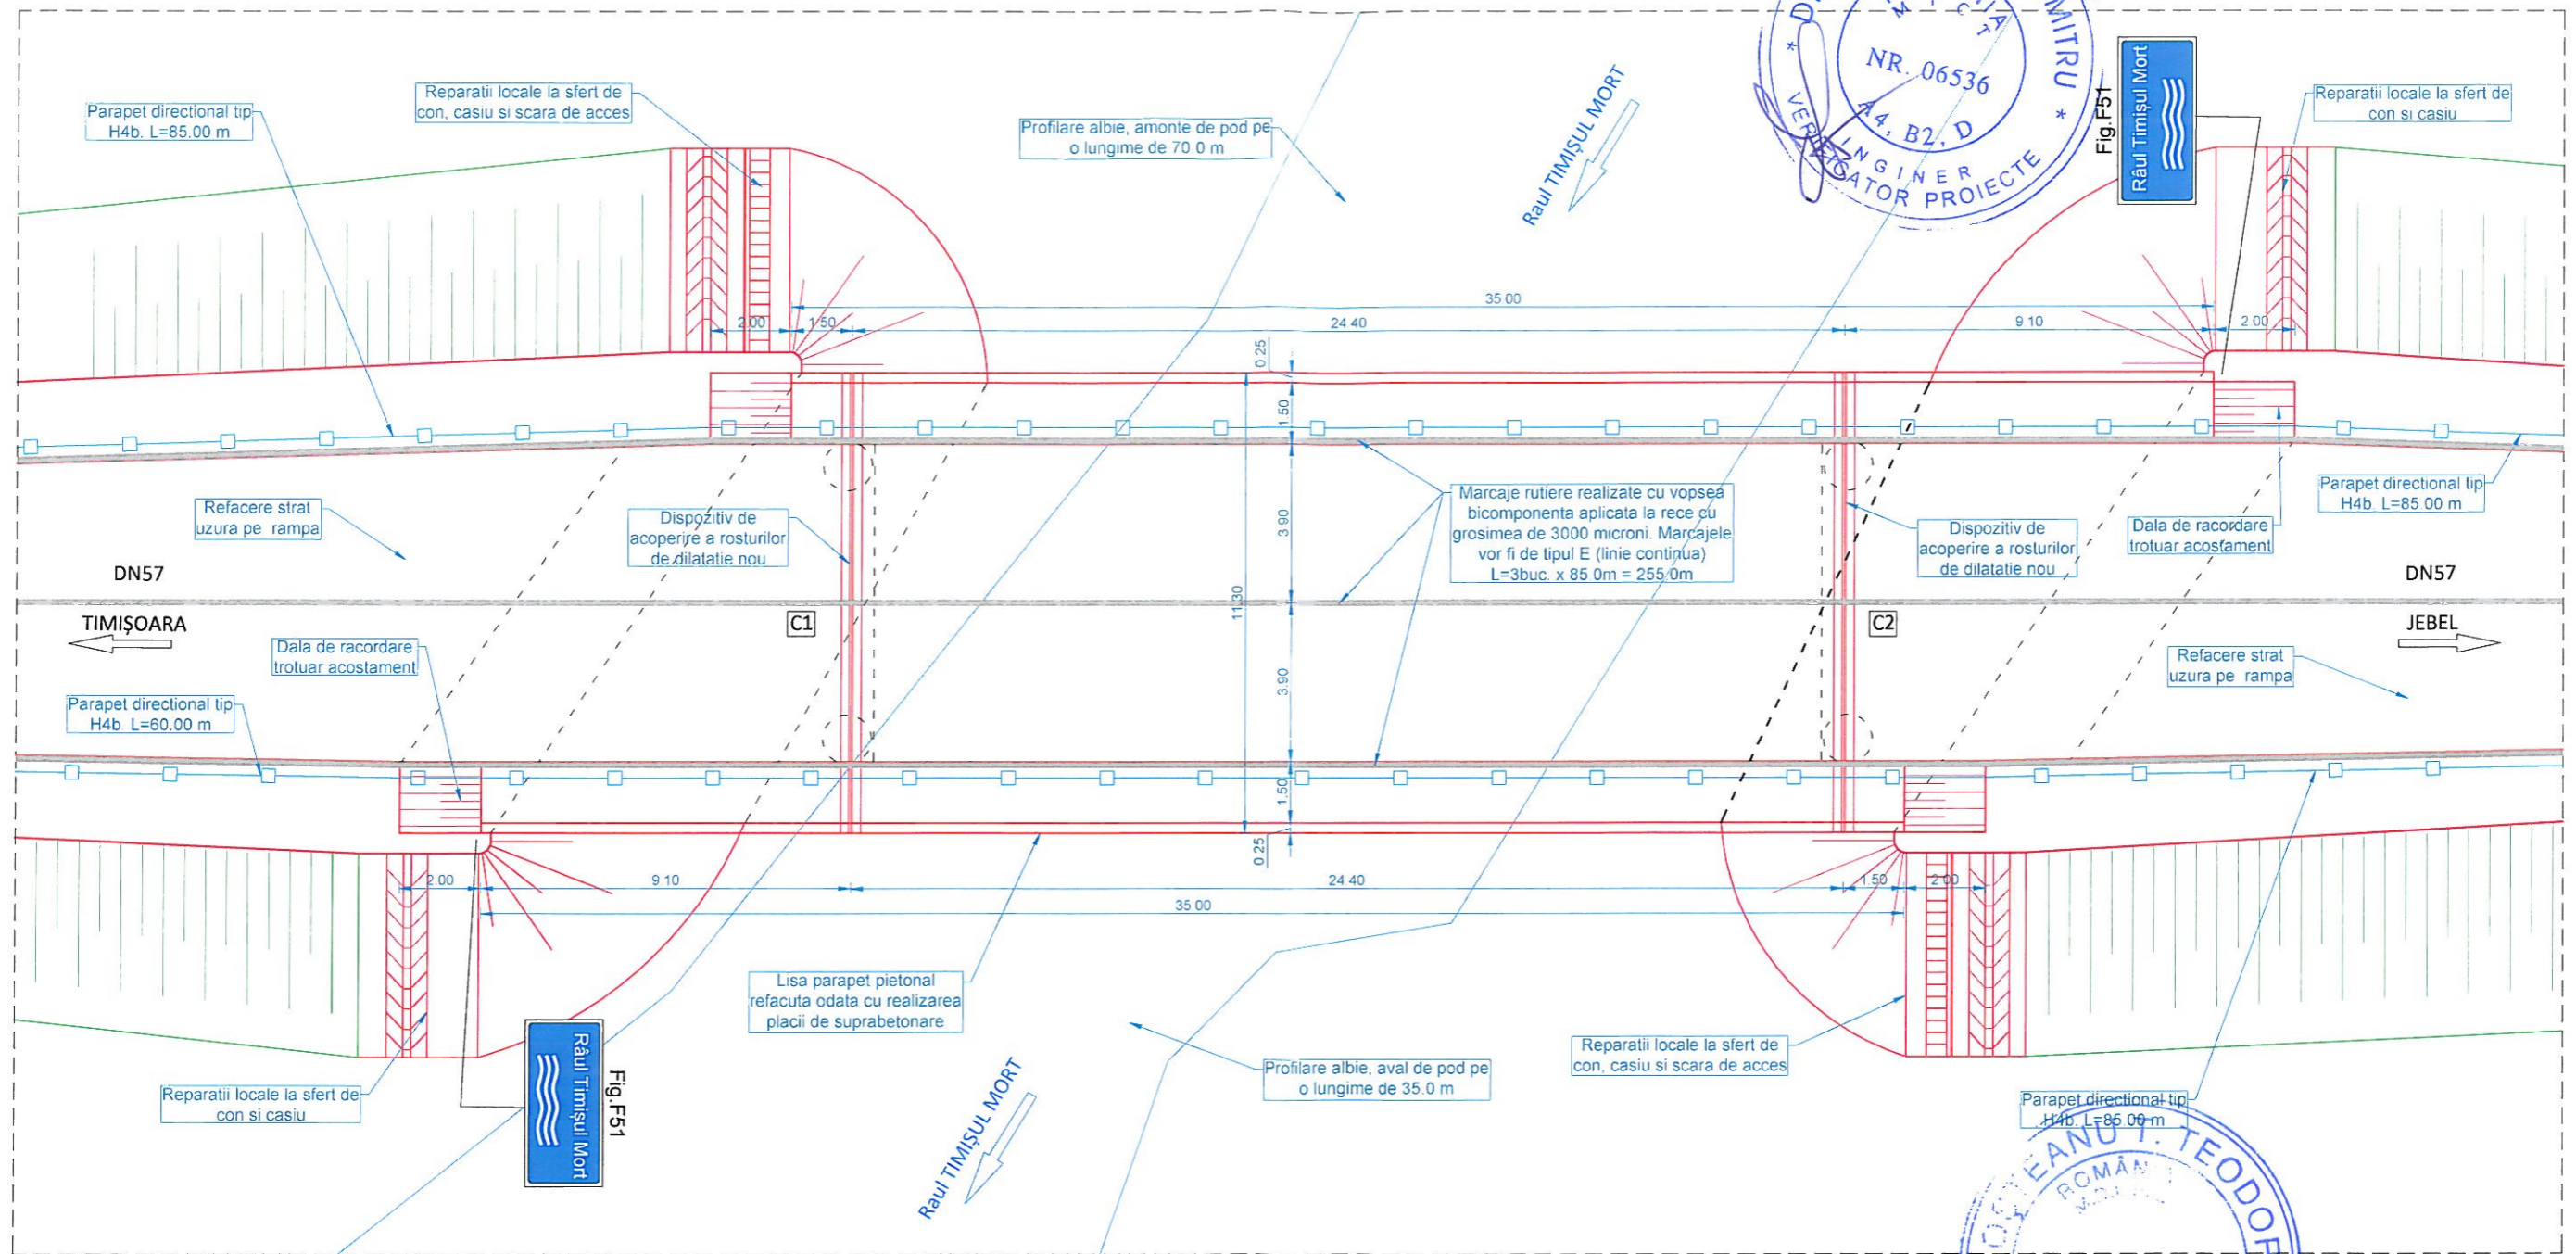 Parapet directional tip
H4b. L=85.00 m
Reparatii locale la sfert de
con, casiu si scara de acces
Profilare albie, amonte de pod pe
o lungime de 70 0 m
Raul TIMIȘUL MORT
NR. 06536
A4, B2, D
INGINER
VERIFICATOR PROIECTE
MITRU
Fig.F51
Râul Timișul Mort
Reparatii locale la sfert de
con si casiu
35 00
2.00
1 50
24 40
9 10
2 00
0 25
1.50
Refacere strat
uzura pe rampa
Dispozitiv de
acoperire a rosturilor
de dilatatie nou
3 90
Marcaje rutiere realizate cu vopsea
bicomponenta aplicata la rece cu
grosimea de 3000 microni. Marcajele
vor fi de tipul E (linie continua)
L=3buc. x 85 0m = 255 0m
Dispozitiv de
acoperire a rosturilor
de dilatatie nou
Dala de racordare
trotuar acostament
Parapet directional tip
H4b L=85.00 m
DN57
DN57
TIMIȘOARA
C1
11.30
C2
JEBEL
Dala de racordare
trotuar acostament
3.90
Refacere strat
uzura pe rampa
Parapet directional tip
H4b L=60.00 m
1.50
0 25
2.00
9 10
24 40
1.50
2 00
35 00
Lisa parapet pietonal
refacuta odata cu realizarea
placii de suprabetonare
Reparatii locale la sfert de
con si casiu
Râul Timișul Mort
Fig.F51
Raul TIMIȘUL MORT
Profilare albie, aval de pod pe
o lungime de 35.0 m
Reparatii locale la sfert de
con, casiu si scara de acces
Parapet directional tip
H4b. L=85 00 m
EANU T. TEODOR
ROMÂN